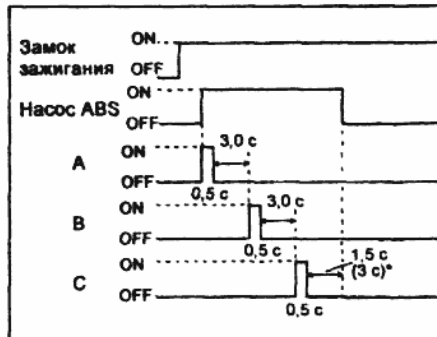 Замок зажигания ON
OFF
Насос ABS ON
OFF
3,0 с
A ON
OFF
0,5 с
3,0 с
B ON
OFF
0,5 с
C ON
1,5 с
(3 с)*
OFF
0,5 с